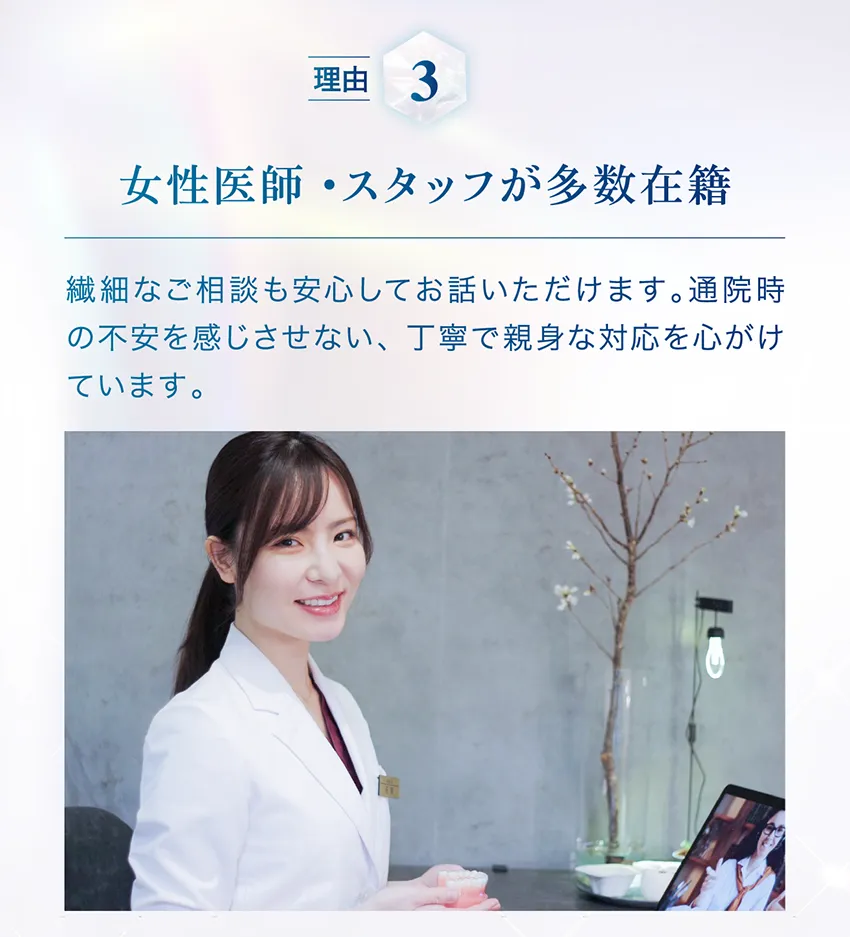 理由 3
女性医師・スタッフが多数在籍
繊細なご相談も安心してお話いただけます。通院時
の不安を感じさせない、丁寧で親身な対応を心がけ
ています。